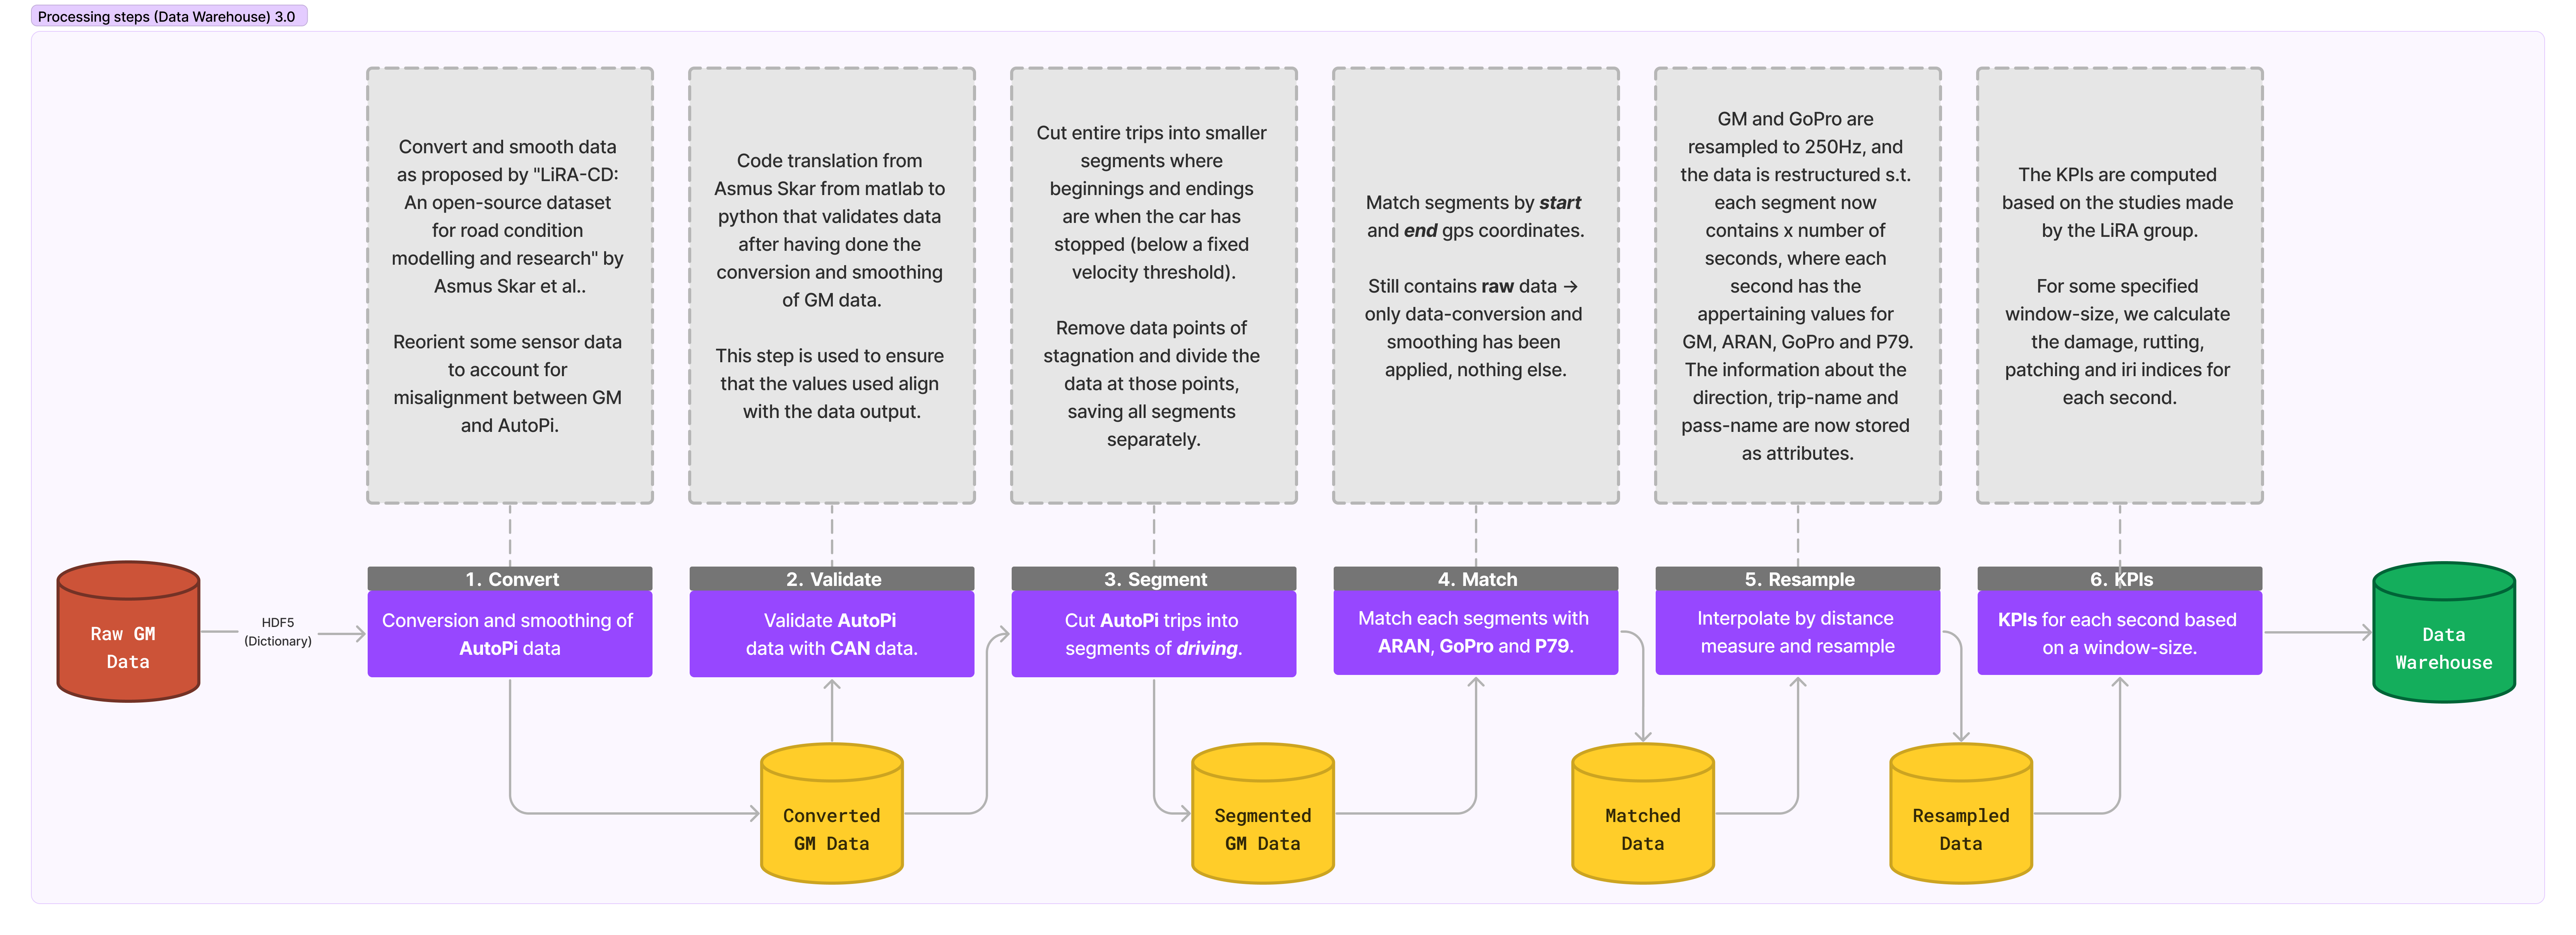 Processing steps (Data Warehouse) 3.0
Convert and smooth data
as proposed by "LiRA-CD:
An open-source dataset
for road condition
modelling and research" by
Asmus Skar et al..
Reorient some sensor data
to account for
misalignment between GM
and AutoPi.
Code translation from
Asmus Skar from matlab to
python that validates data
after having done the
conversion and smoothing
of GM data.
This step is used to ensure
that the values used align
with the data output.
Cut entire trips into smaller
segments where
beginnings and endings
are when the car has
stopped (below a fixed
velocity threshold).
Remove data points of
stagnation and divide the
data at those points,
saving all segments
separately.
Match segments by start
and end gps coordinates.
Still contains raw data →
only data-conversion and
smoothing has been
applied, nothing else.
GM and GoPro are
resampled to 250Hz, and
the data is restructured s.t.
each segment now
contains x number of
seconds, where each
second has the
appertaining values for
GM, ARAN, GoPro and P79.
The information about the
direction, trip-name and
pass-name are now stored
as attributes.
The KPIs are computed
based on the studies made
by the LiRA group.
For some specified
window-size, we calculate
the damage, rutting,
patching and iri indices for
each second.
Raw GM
Data
HDF5
(Dictionary)
1. Convert
Conversion and smoothing of
AutoPi data
2. Validate
Validate AutoPi
data with CAN data.
3. Segment
Cut AutoPi trips into
segments of driving.
4. Match
Match each segments with
ARAN, GoPro and P79.
5. Resample
Interpolate by distance
measure and resample
6. KPIs
KPIs for each second based
on a window-size.
Data
Warehouse
Converted
GM Data
Segmented
GM Data
Matched
Data
Resampled
Data